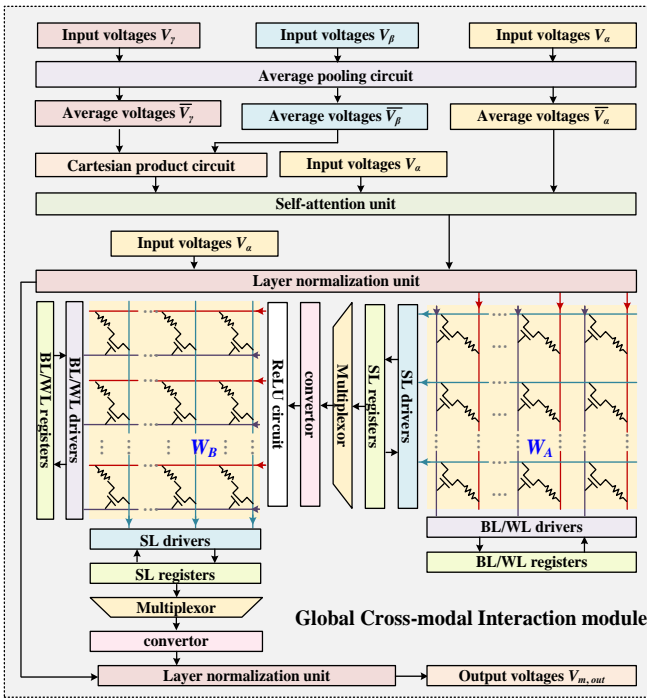 Input voltages Vγ
Input voltages Vβ
Input voltages Vα
Average pooling circuit
Average voltages V̅γ
Average voltages V̅β
Average voltages V̅α
Cartesian product circuit
Input voltages Vα
Self-attention unit
Input voltages Vα
Layer normalization unit
BL/WL registers
BL/WL drivers
W_B
ReLU circuit
convertor
Multiplexor
SL registers
SL drivers
W_A
SL drivers
SL registers
Multiplexor
convertor
BL/WL drivers
BL/WL registers
Global Cross-modal Interaction module
Layer normalization unit
Output voltages V_{m,out}